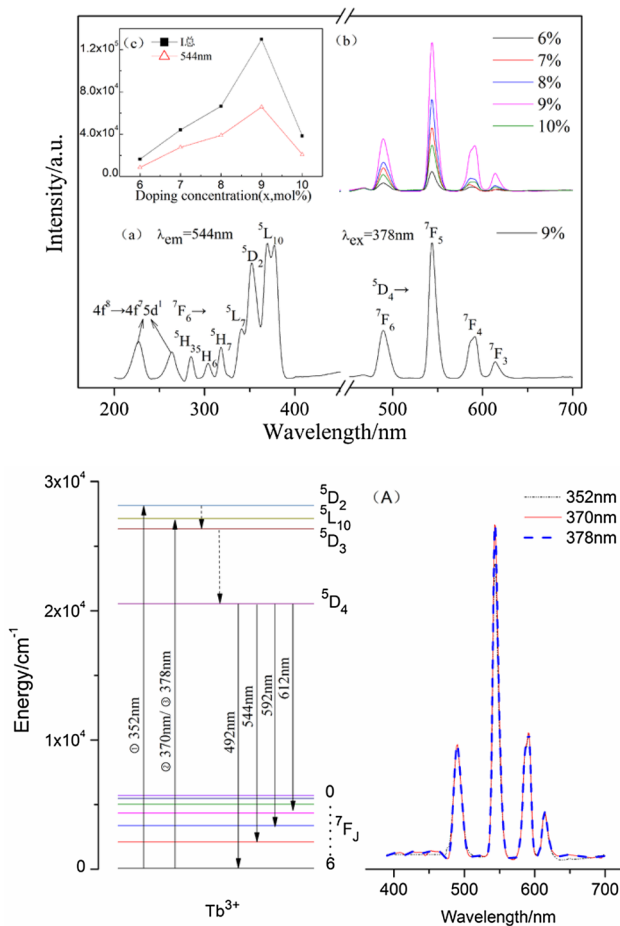 Intensity/a.u.
(c)
I总
544nm
1.2x10⁵
8.0x10⁴
4.0x10⁴
0.0
6 7 8 9 10
Doping concentration(x,mol%)
(b)
6%
7%
8%
9%
10%
(a) λem=544nm
⁵L₁₀
⁵D₂
4f⁸→4f⁷5d¹ ⁷F₆→
⁵L₇
⁵H₃ ⁵H₆ ⁵H₇
λex=378nm
⁷F₅
9%
⁵D₄→
⁷F₆
⁷F₄
⁷F₃
200 300 400 500 600 700
Wavelength/nm
Energy/cm⁻¹
3x10⁴
2x10⁴
1x10⁴
0
⁵D₂
⁵L₁₀
⁵D₃
⁵D₄
① 352nm
② 370nm/ ③ 378nm
492nm
544nm
592nm
612nm
0
⁷FJ
6
Tb³⁺
(A)
352nm
370nm
378nm
400 500 600 700
Wavelength/nm